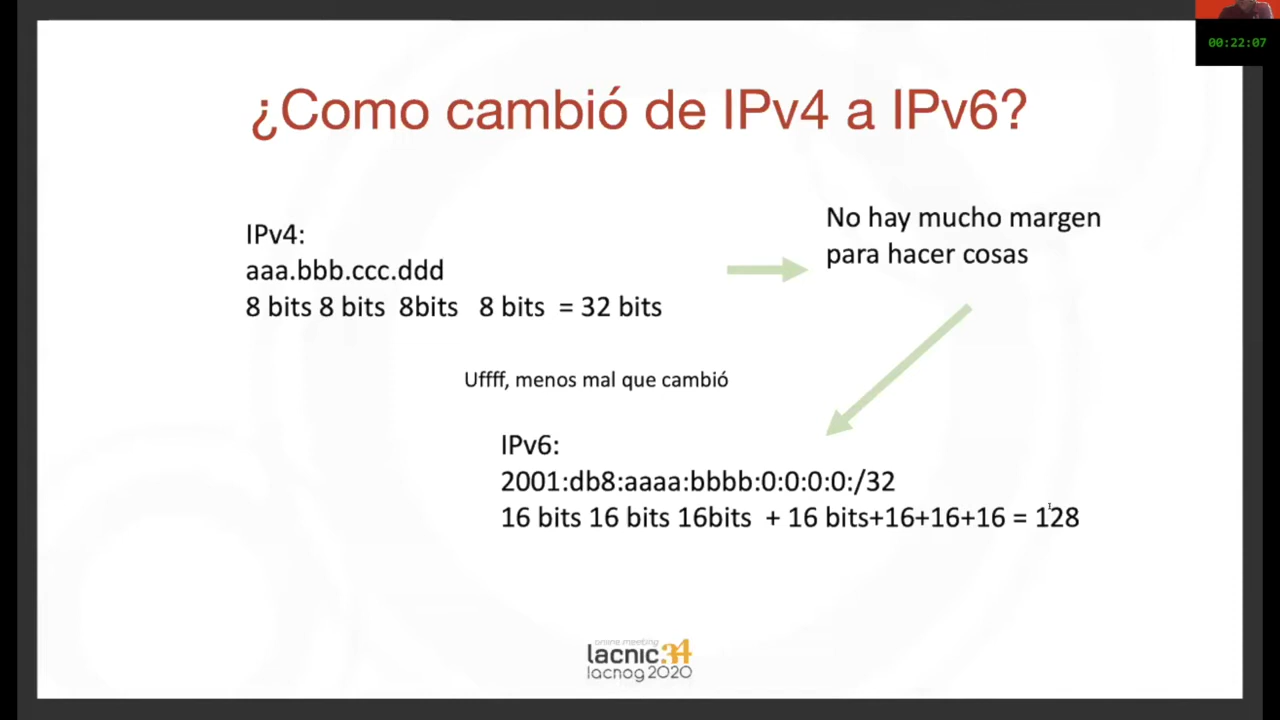 00:22:07
¿Como cambió de IPv4 a IPv6?
IPv4:
aaa.bbb.ccc.ddd
8 bits 8 bits 8bits 8 bits = 32 bits
No hay mucho margen
para hacer cosas
Uffff, menos mal que cambió
IPv6:
2001:db8:aaaa:bbbb:0:0:0:0:/32
16 bits 16 bits 16bits + 16 bits+16+16+16 = 128
online meeting
lacnic34
lacnog2020